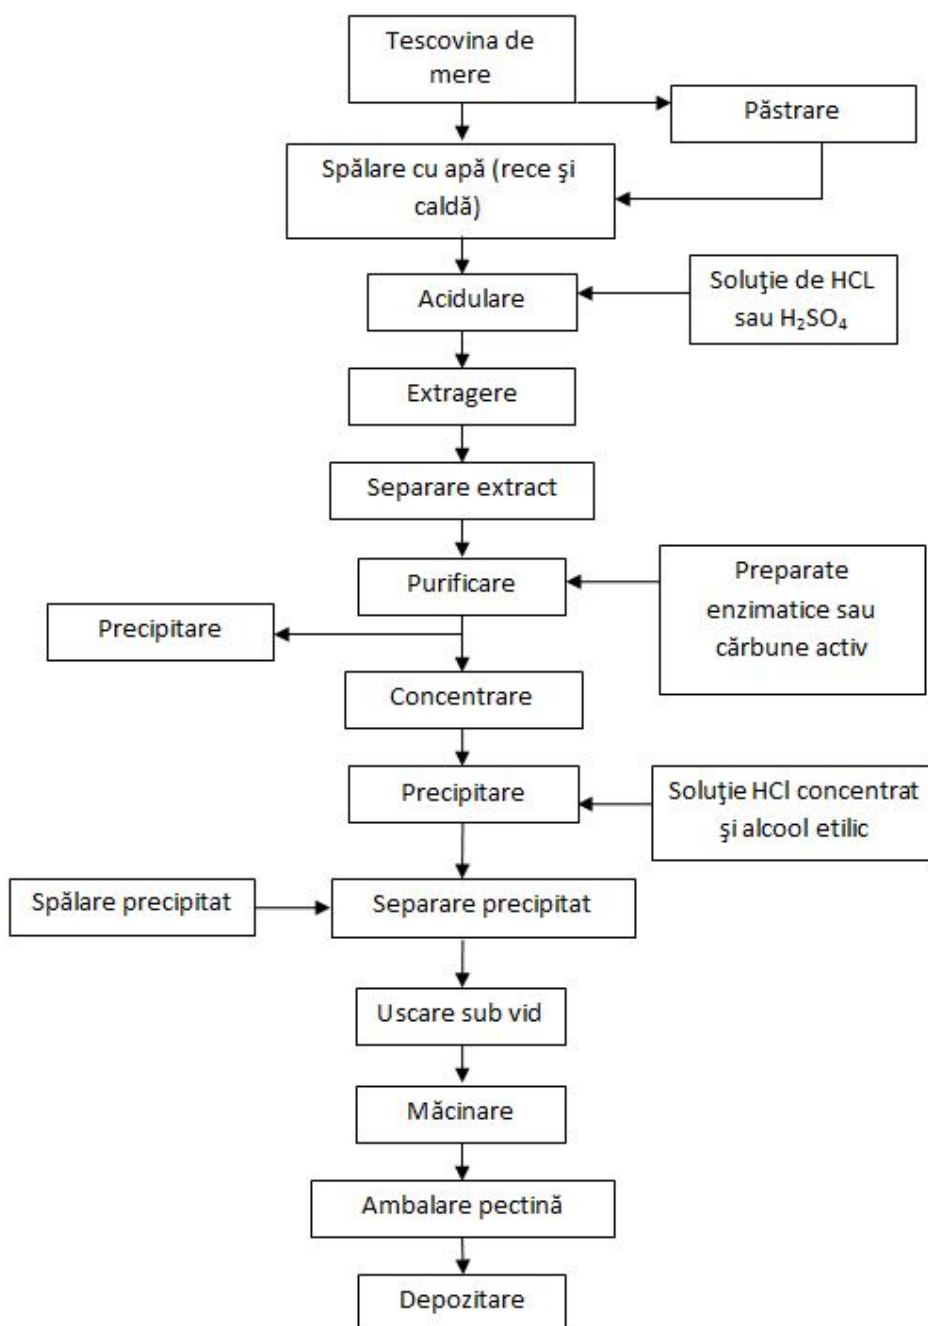 Tescovina de
mere
Păstrare
Spălare cu apă (rece şi
caldă)
Acidulare
Soluţie de HCL
sau H₂SO₄
Extragere
Separare extract
Purificare
Preparate
enzimatice sau
cărbune activ
Precipitare
Concentrare
Precipitare
Soluţie HCl concentrat
şi alcool etilic
Spălare precipitat
Separare precipitat
Uscare sub vid
Măcinare
Ambalare pectină
Depozitare